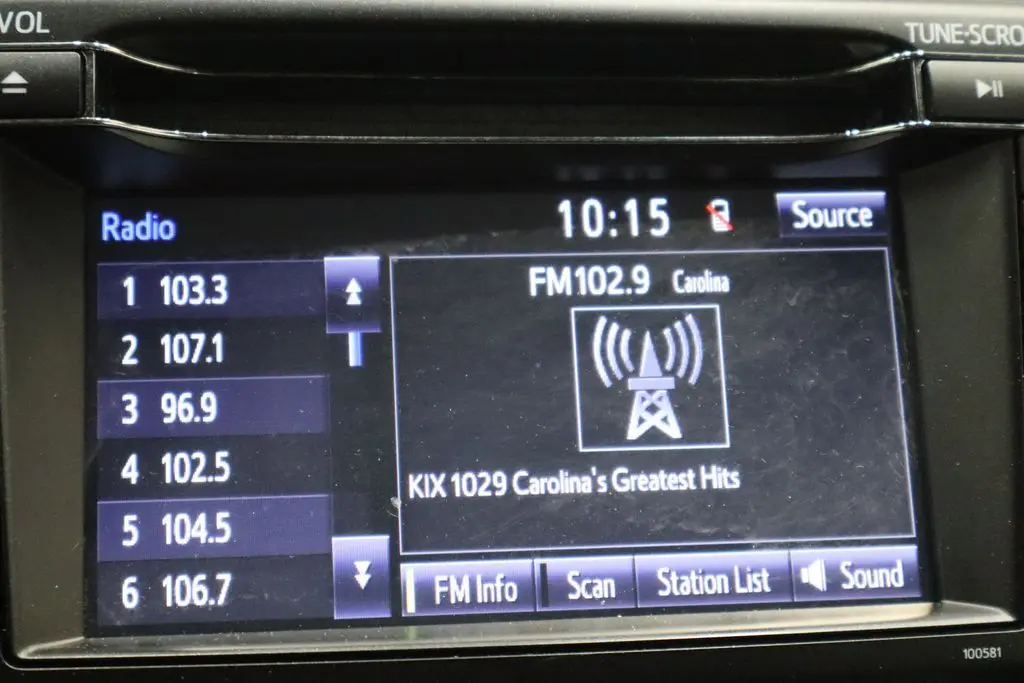 VOL
TUNE·SCRO
Radio
10:15
Source
1 103.3
2 107.1
3 96.9
4 102.5
5 104.5
6 106.7
FM 102.9 Carolina
KIX 1029 Carolina's Greatest Hits
FM Info
Scan
Station List
Sound
100581